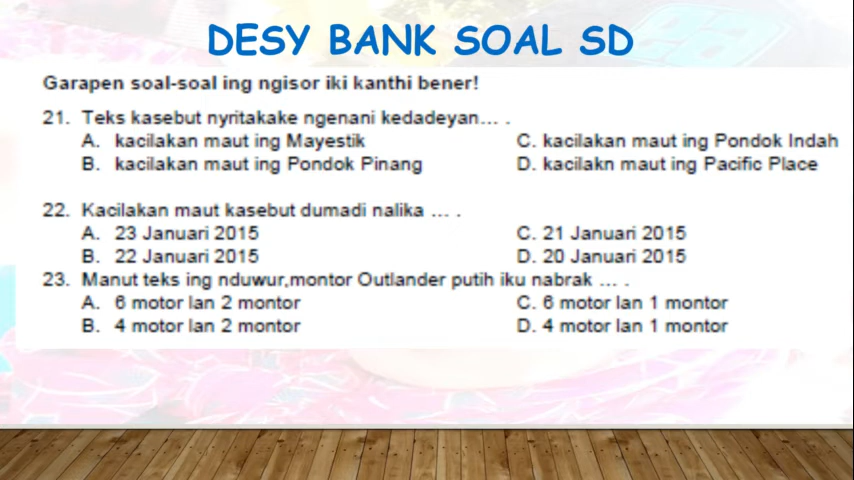 DESY BANK SOAL SD
Garapen soal-soal ing ngisor iki kanthi bener!
21. Teks kasebut nyritakake ngenani kedadeyan... .
A. kacilakan maut ing Mayestik
C. kacilakan maut ing Pondok Indah
B. kacilakan maut ing Pondok Pinang
D. kacilakn maut ing Pacific Place
22. Kacilakan maut kasebut dumadi nalika ... .
A. 23 Januari 2015
C. 21 Januari 2015
B. 22 Januari 2015
D. 20 Januari 2015
23. Manut teks ing nduwur,montor Outlander putih iku nabrak ... .
A. 6 motor lan 2 montor
C. 6 motor lan 1 montor
B. 4 motor lan 2 montor
D. 4 motor lan 1 montor